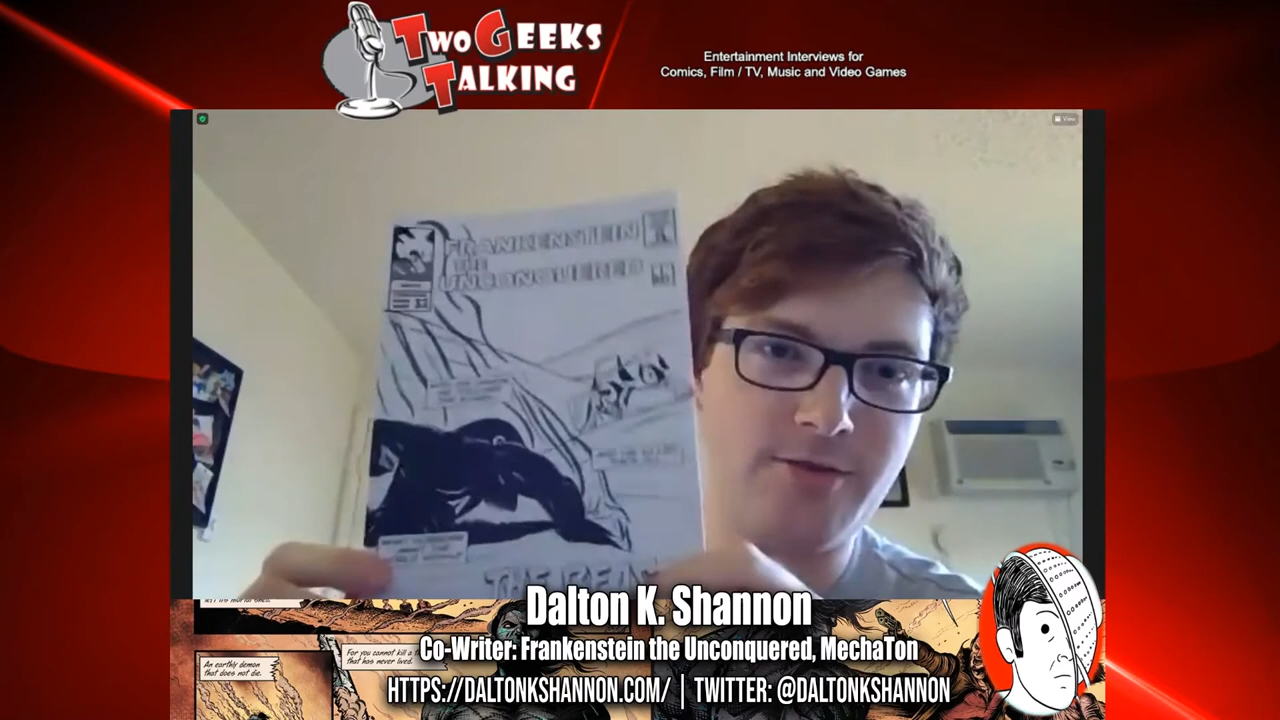 TWO GEEKS
TALKING
Entertainment Interviews for
Comics, Film / TV, Music and Video Games
View
FRANKENSTEIN
THE
UNCONQUERED
Dalton K. Shannon
Co-Writer: Frankenstein the Unconquered, MechaTon
HTTPS://DALTONKSHANNON.COM/ | TWITTER: @DALTONKSHANNON
An earthly demon
that does not die.
For you cannot kill a
that has never lived.